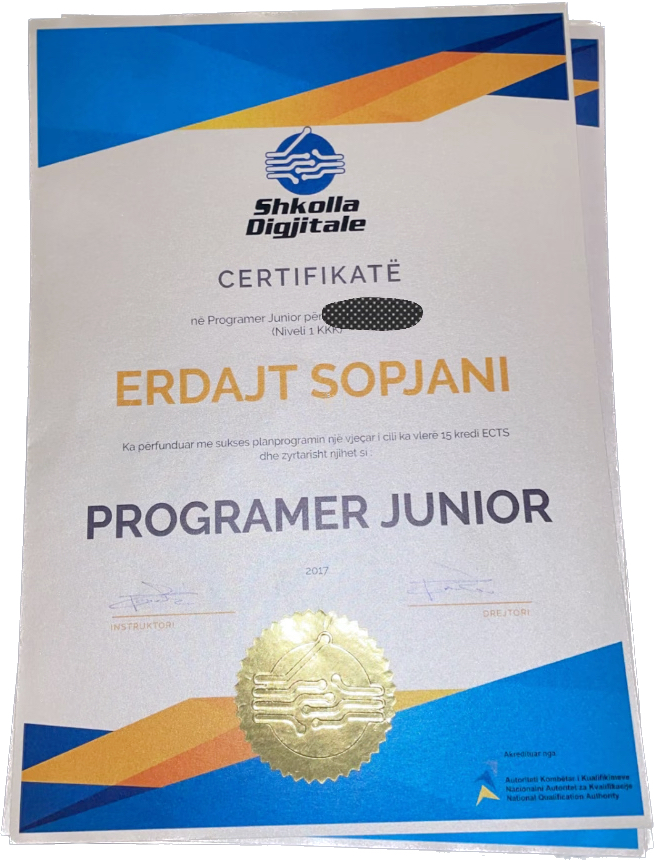 Shkolla
Digjitale
CERTIFIKATË
në Programer Junior për
(Niveli 1 KKK)
ERDAJT SOPJANI
Ka përfunduar me sukses planprogramin një vjeçar i cili ka vlerë 15 kredi ECTS
dhe zyrtarisht njihet si :
PROGRAMER JUNIOR
2017
INSTRUKTORI
DREJTORI
Akredituar nga:
Autoriteti Kombëtar i Kualifikimeve
Nacionalni Autoritet za Kvalifikacije
National Qualification Authority